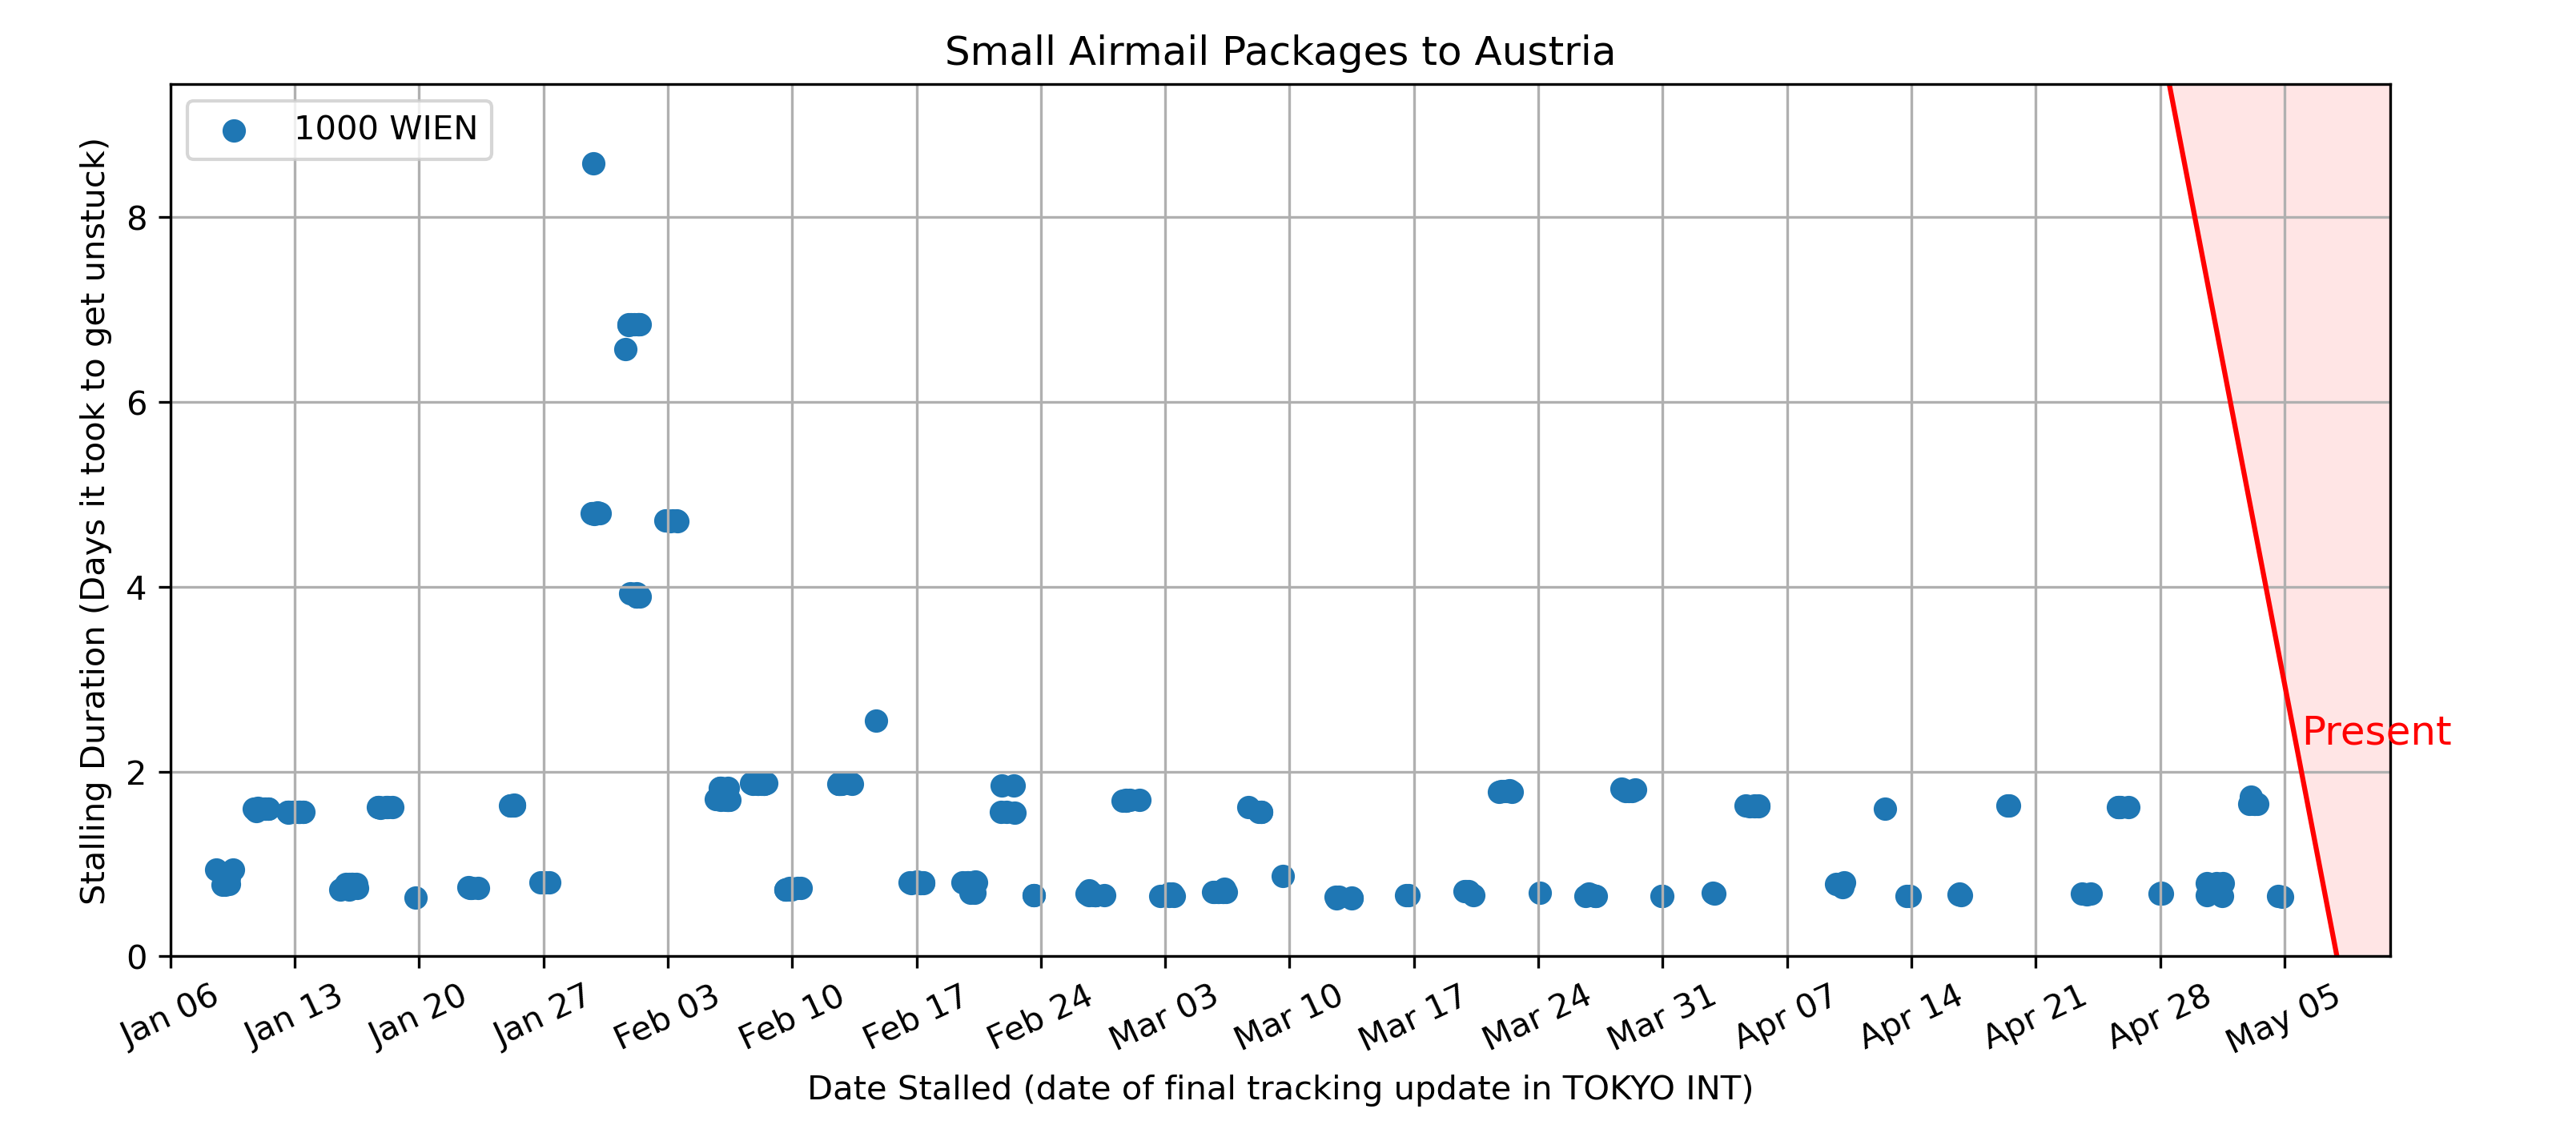 Small Airmail Packages to Austria
1000 WIEN
Stalling Duration (Days it took to get unstuck)
8
6
4
2
0
Present
Jan 06
Jan 13
Jan 20
Jan 27
Feb 03
Feb 10
Feb 17
Feb 24
Mar 03
Mar 10
Mar 17
Mar 24
Mar 31
Apr 07
Apr 14
Apr 21
Apr 28
May 05
Date Stalled (date of final tracking update in TOKYO INT)